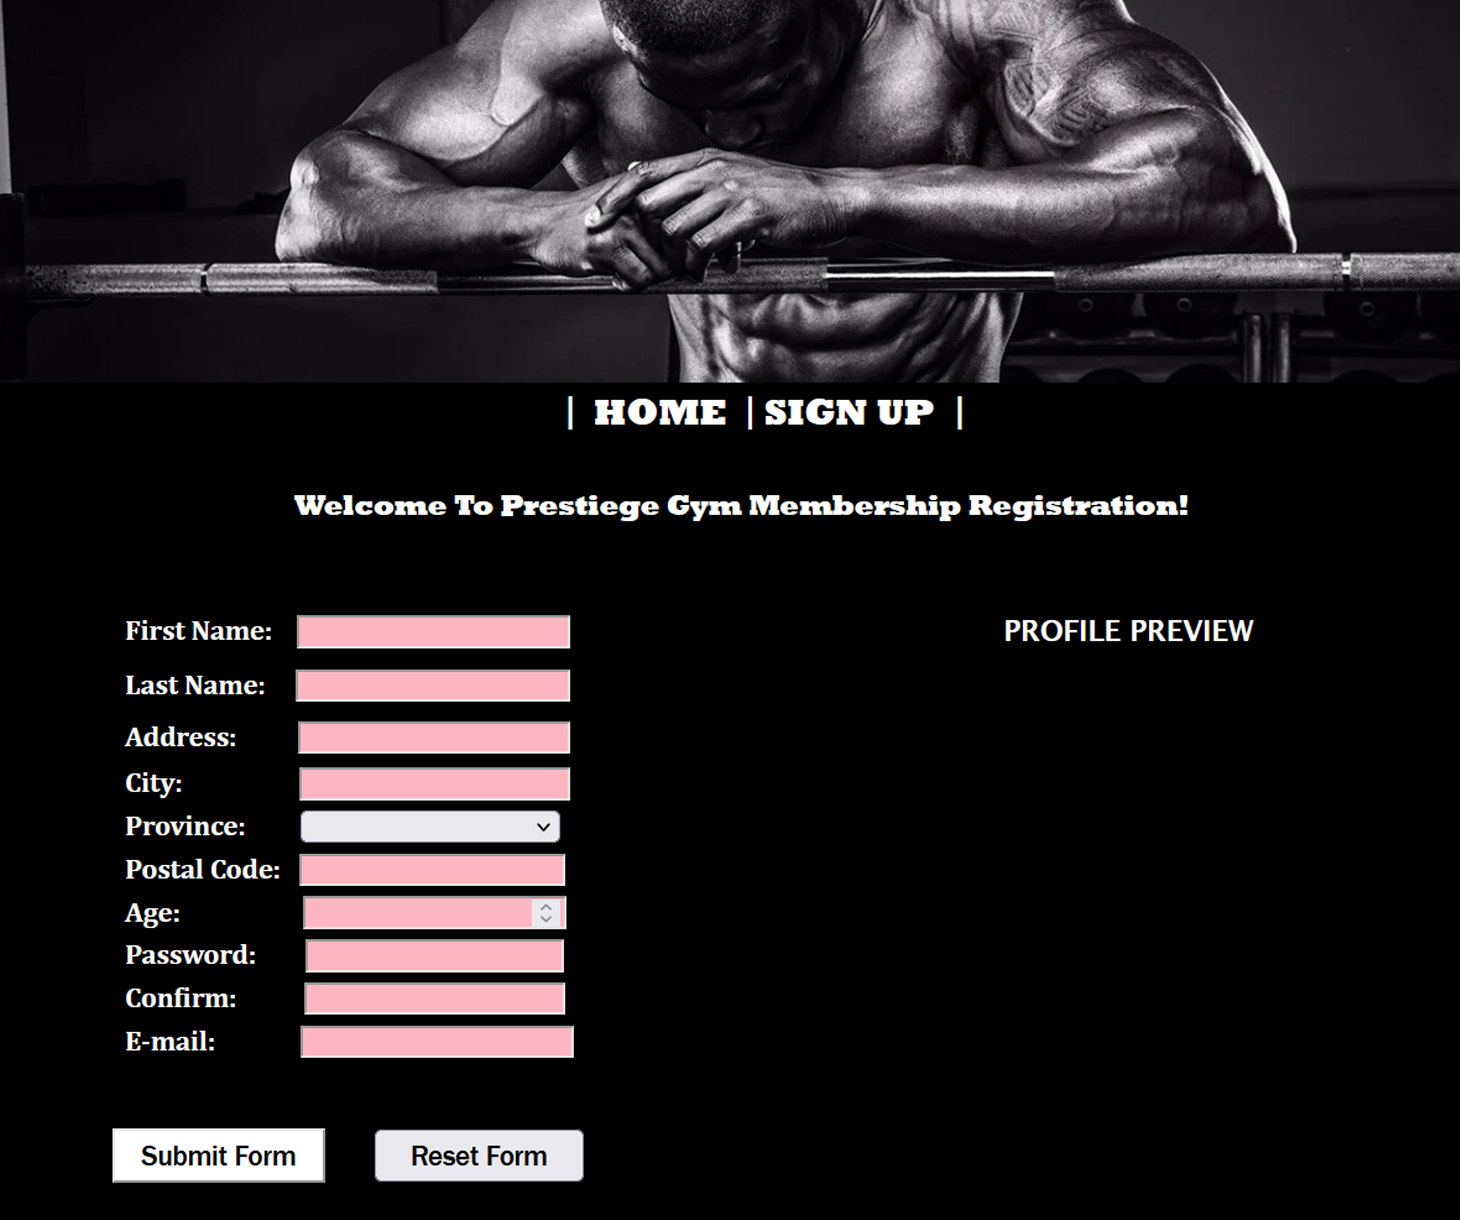 | HOME | SIGN UP |
Welcome To Prestiege Gym Membership Registration!
First Name:
PROFILE PREVIEW
Last Name:
Address:
City:
Province:
Postal Code:
Age:
Password:
Confirm:
E-mail:
Submit Form
Reset Form